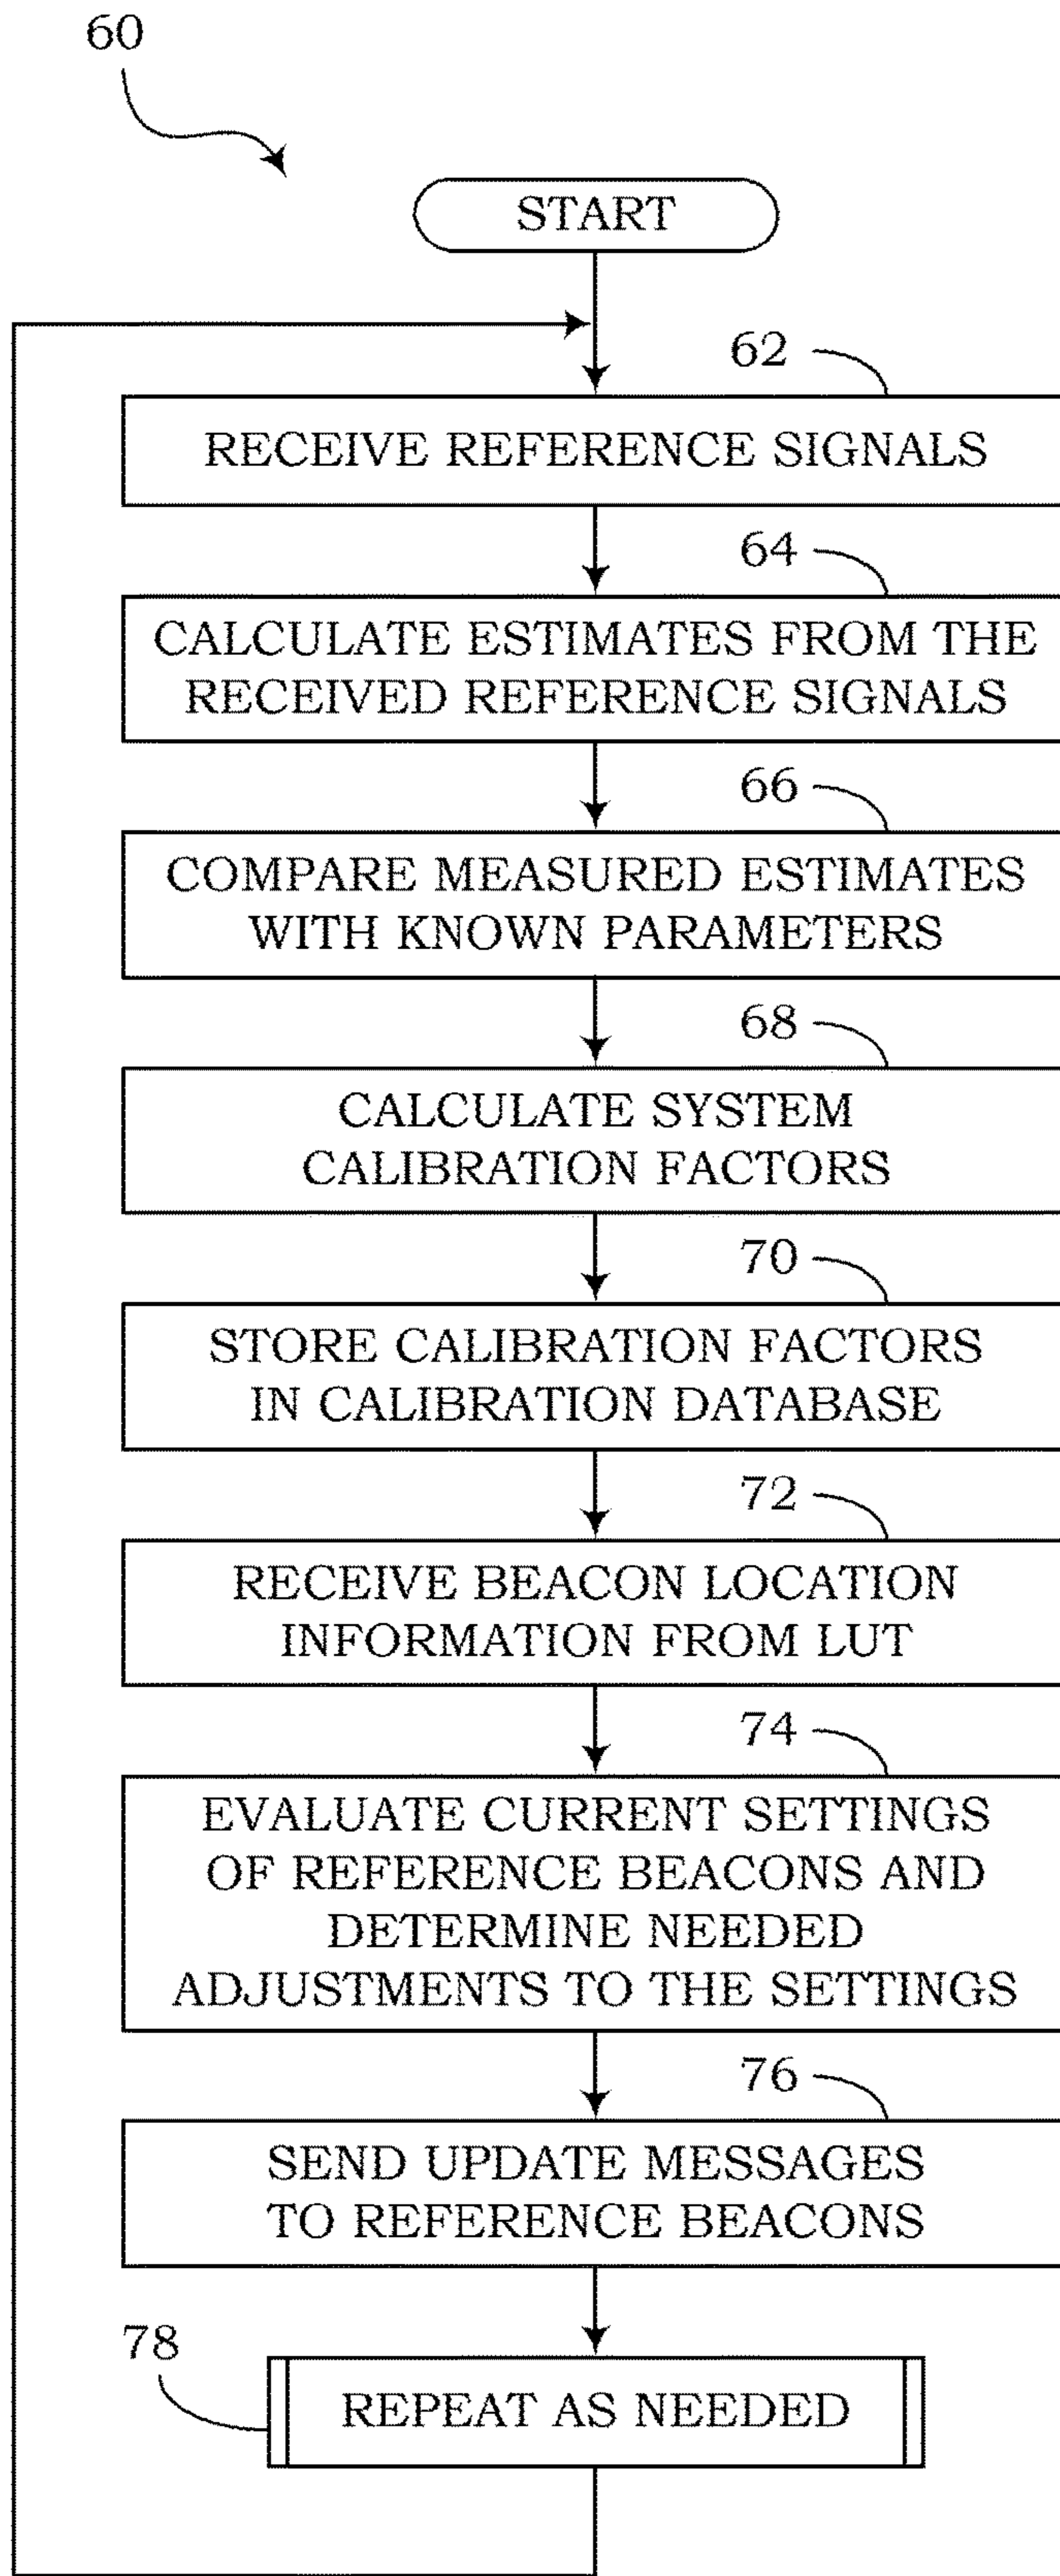 60
START
62
RECEIVE REFERENCE SIGNALS
64
CALCULATE ESTIMATES FROM THE
RECEIVED REFERENCE SIGNALS
66
COMPARE MEASURED ESTIMATES
WITH KNOWN PARAMETERS
68
CALCULATE SYSTEM
CALIBRATION FACTORS
70
STORE CALIBRATION FACTORS
IN CALIBRATION DATABASE
72
RECEIVE BEACON LOCATION
INFORMATION FROM LUT
74
EVALUATE CURRENT SETTINGS
OF REFERENCE BEACONS AND
DETERMINE NEEDED
ADJUSTMENTS TO THE SETTINGS
76
SEND UPDATE MESSAGES
TO REFERENCE BEACONS
78
REPEAT AS NEEDED